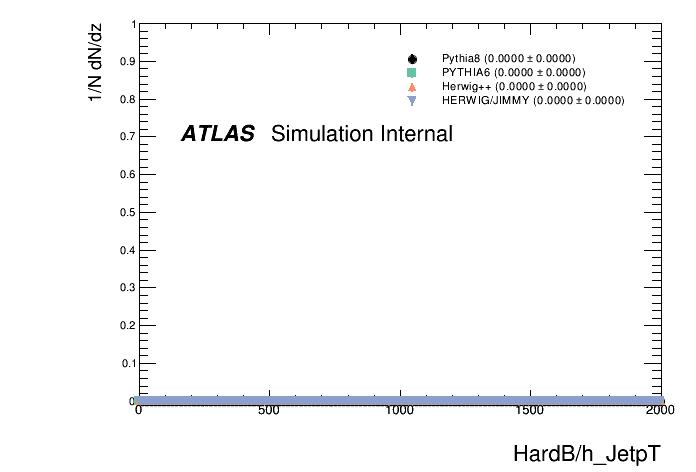 1/N dN/dz
1
0.9
0.8
0.7
0.6
0.5
0.4
0.3
0.2
0.1
0
Pythia8 (0.0000 ± 0.0000)
PYTHIA6 (0.0000 ± 0.0000)
Herwig++ (0.0000 ± 0.0000)
HERWIG/JIMMY (0.0000 ± 0.0000)
ATLAS Simulation Internal
0 500 1000 1500 2000
HardB/h_JetpT